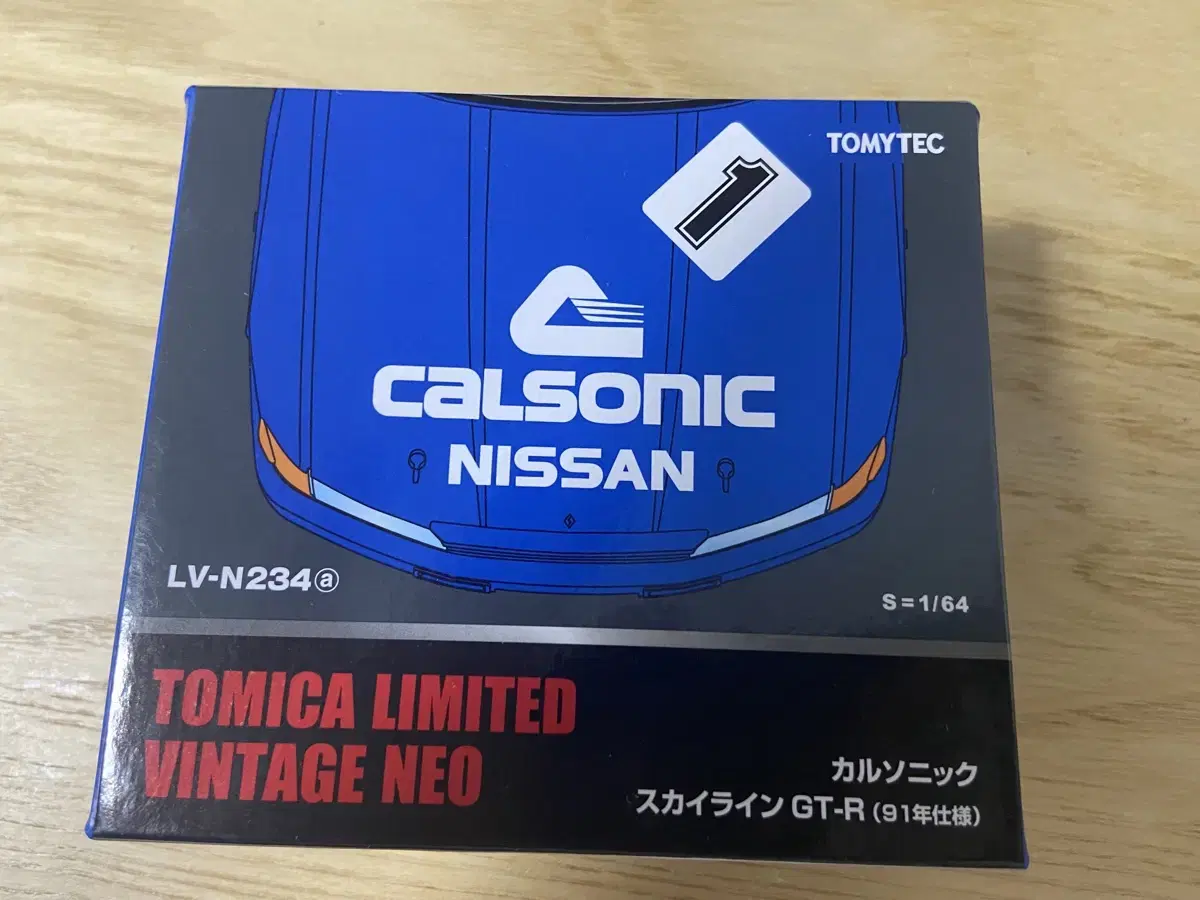 TOMYTEC
1
CALSONIC
NISSAN
LV-N234ⓐ
S=1/64
TOMICA LIMITED
VINTAGE NEO
カルソニック
スカイライン GT-R (91年仕様)